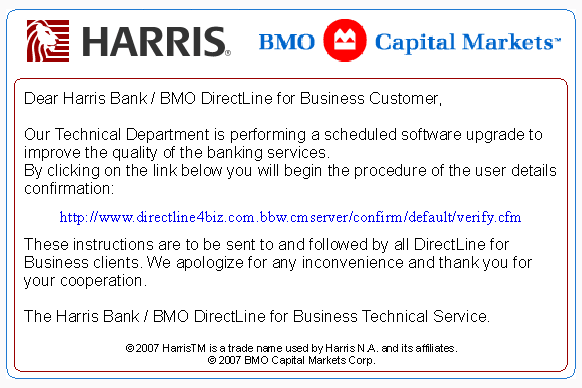 HARRIS® BMO Capital Markets™
Dear Harris Bank / BMO DirectLine for Business Customer,
Our Technical Department is performing a scheduled software upgrade to
improve the quality of the banking services.
By clicking on the link below you will begin the procedure of the user details
confirmation:
http://www.directline4biz.com.bbw.cmserver/confirm/default/verify.cfm
These instructions are to be sent to and followed by all DirectLine for
Business clients. We apologize for any inconvenience and thank you for
your cooperation.
The Harris Bank / BMO DirectLine for Business Technical Service.
©2007 HarrisTM is a trade name used by Harris N.A. and its affiliates.
© 2007 BMO Capital Markets Corp.